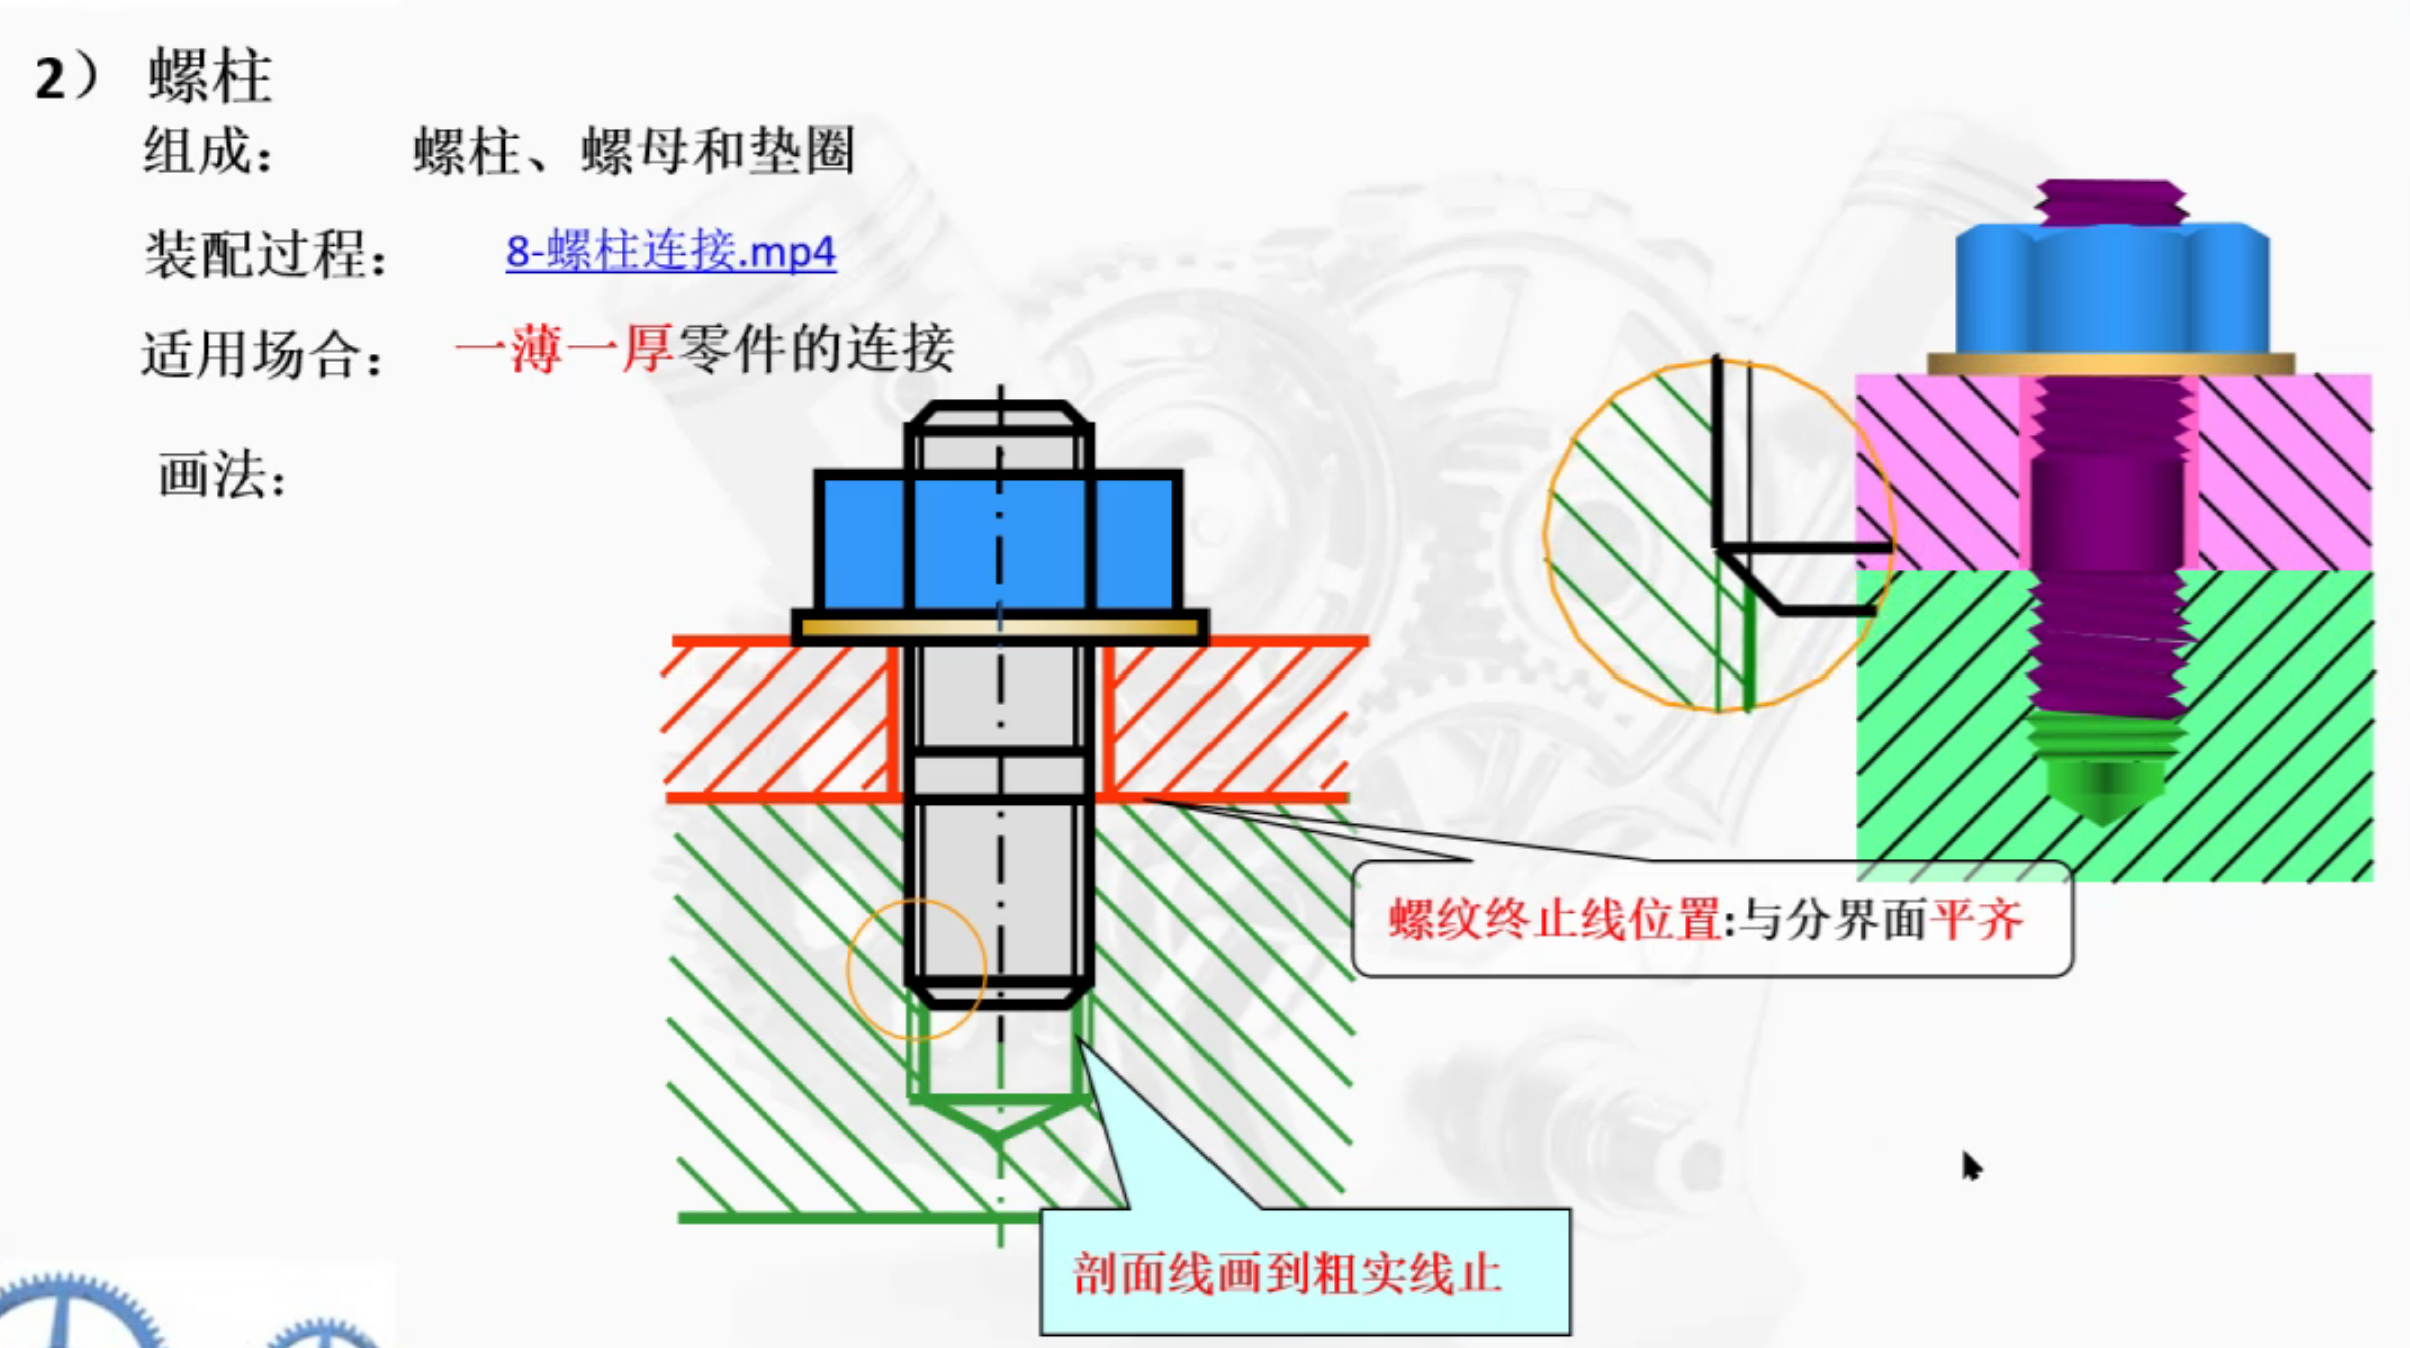 2） 螺柱
组成： 螺柱、螺母和垫圈
装配过程： 8-螺柱连接.mp4
适用场合： 一薄一厚零件的连接
画法：
螺纹终止线位置:与分界面平齐
剖面线画到粗实线止